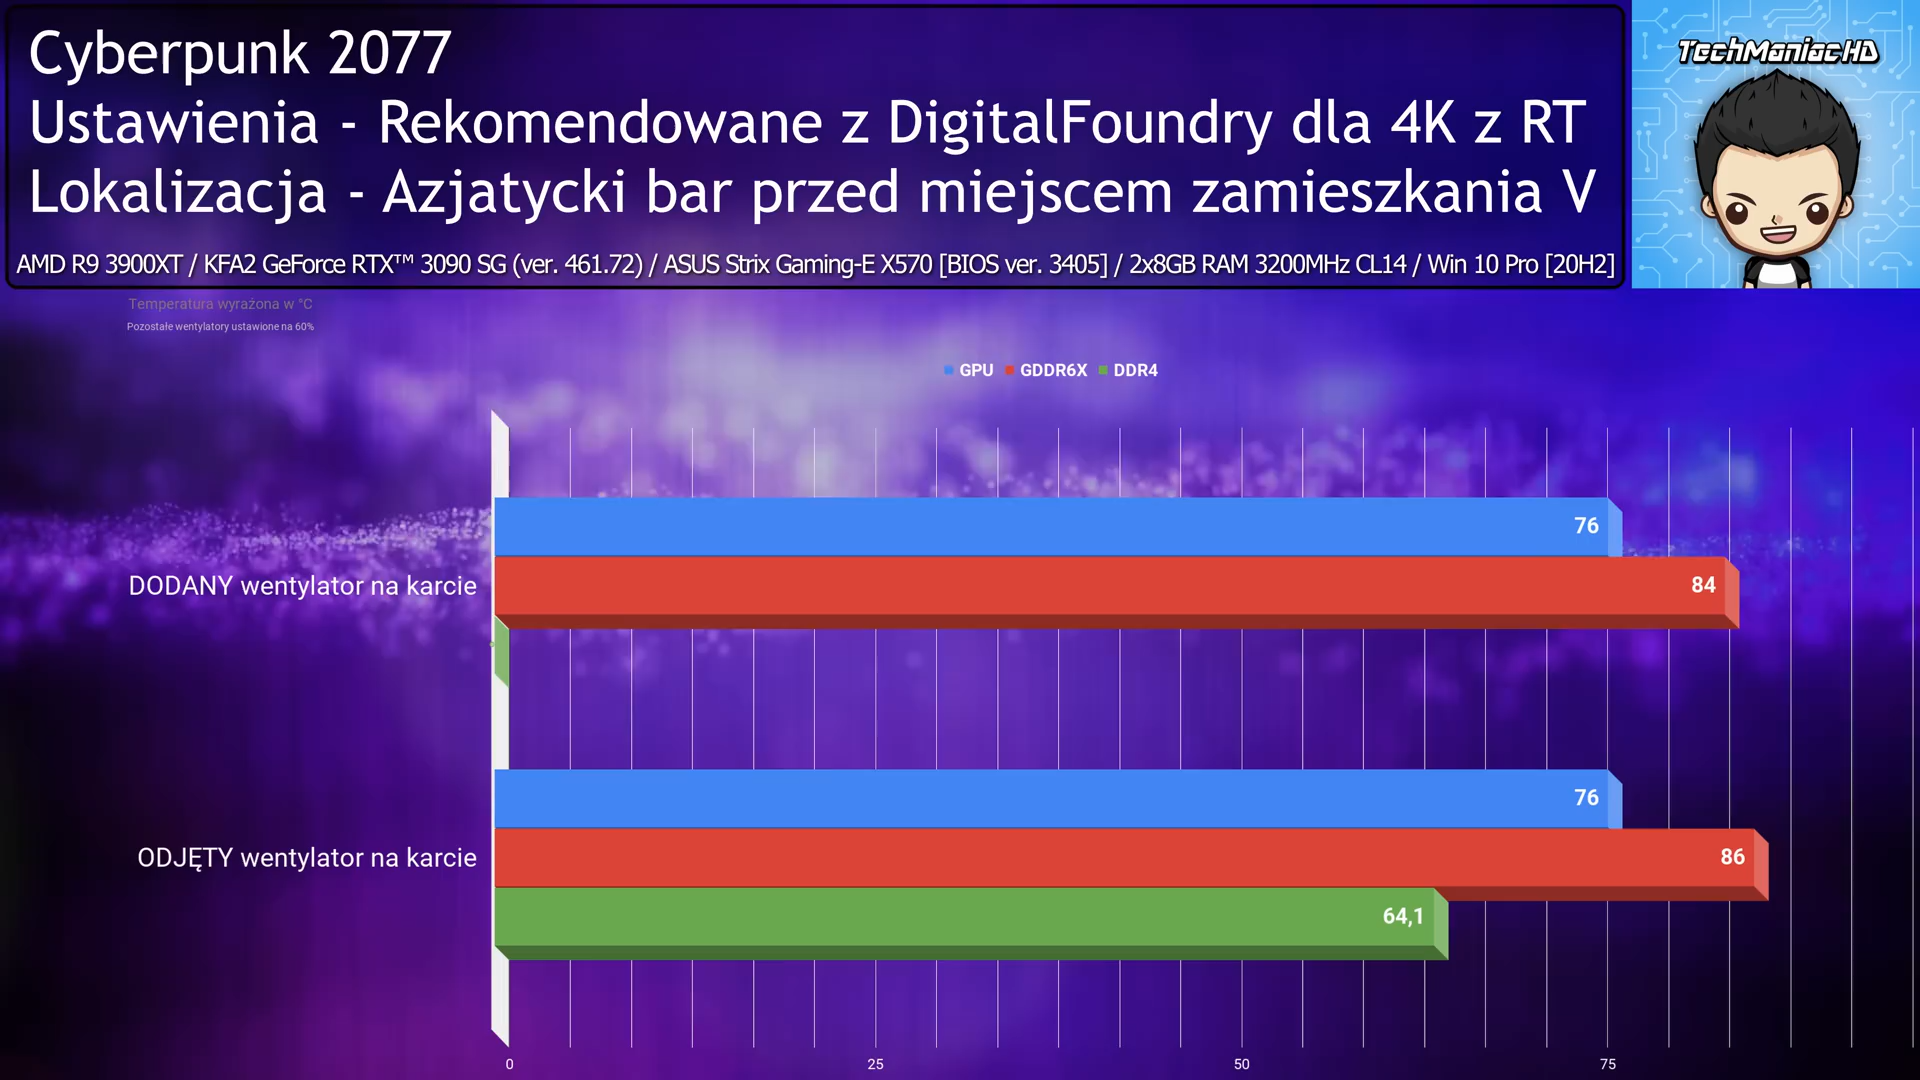 Cyberpunk 2077
TechManiacHD
Ustawienia - Rekomendowane z DigitalFoundry dla 4K z RT
Lokalizacja - Azjatycki bar przed miejscem zamieszkania V
AMD R9 3900XT / KFA2 GeForce RTX™ 3090 SG (ver. 461.72) / ASUS Strix Gaming-E X570 [BIOS ver. 3405] / 2x8GB RAM 3200MHz CL14 / Win 10 Pro [20H2]
Temperatura wyrażona w °C
Pozostałe wentylatory ustawione na 60%
GPU GDDR6X DDR4
76
DODANY wentylator na karcie 84
76
ODJĘTY wentylator na karcie 86
64,1
0 25 50 75